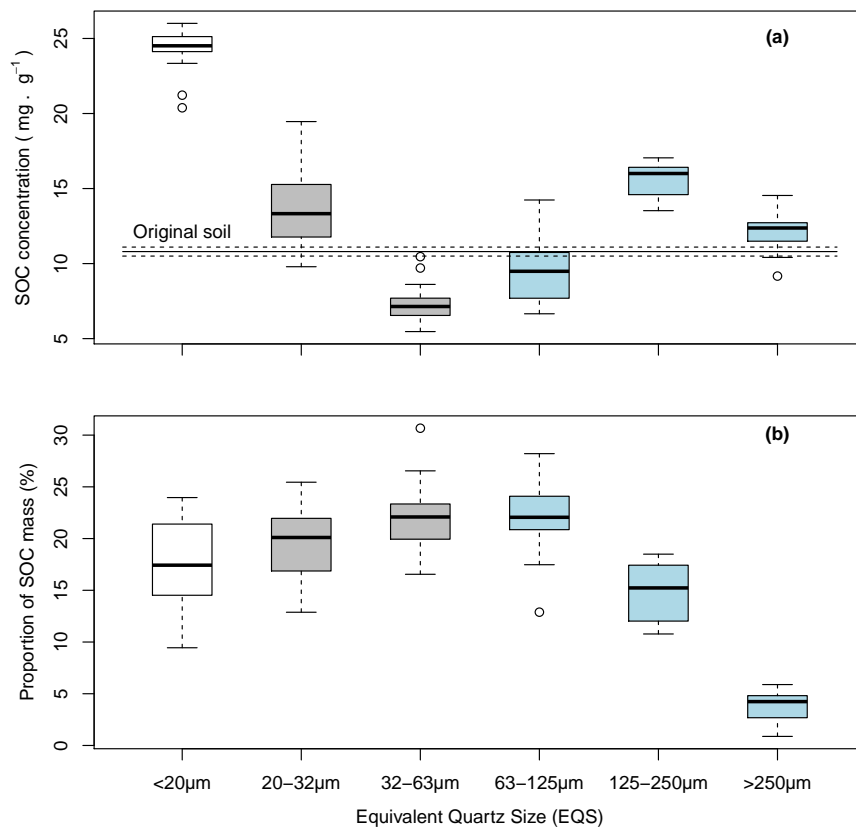 (a)
SOC concentration ( mg · g⁻¹)
25
20
15
10
5
Original soil
(b)
Proportion of SOC mass (%)
30
25
20
15
10
5
0
<20µm 20−32µm 32−63µm 63−125µm 125−250µm >250µm
Equivalent Quartz Size (EQS)